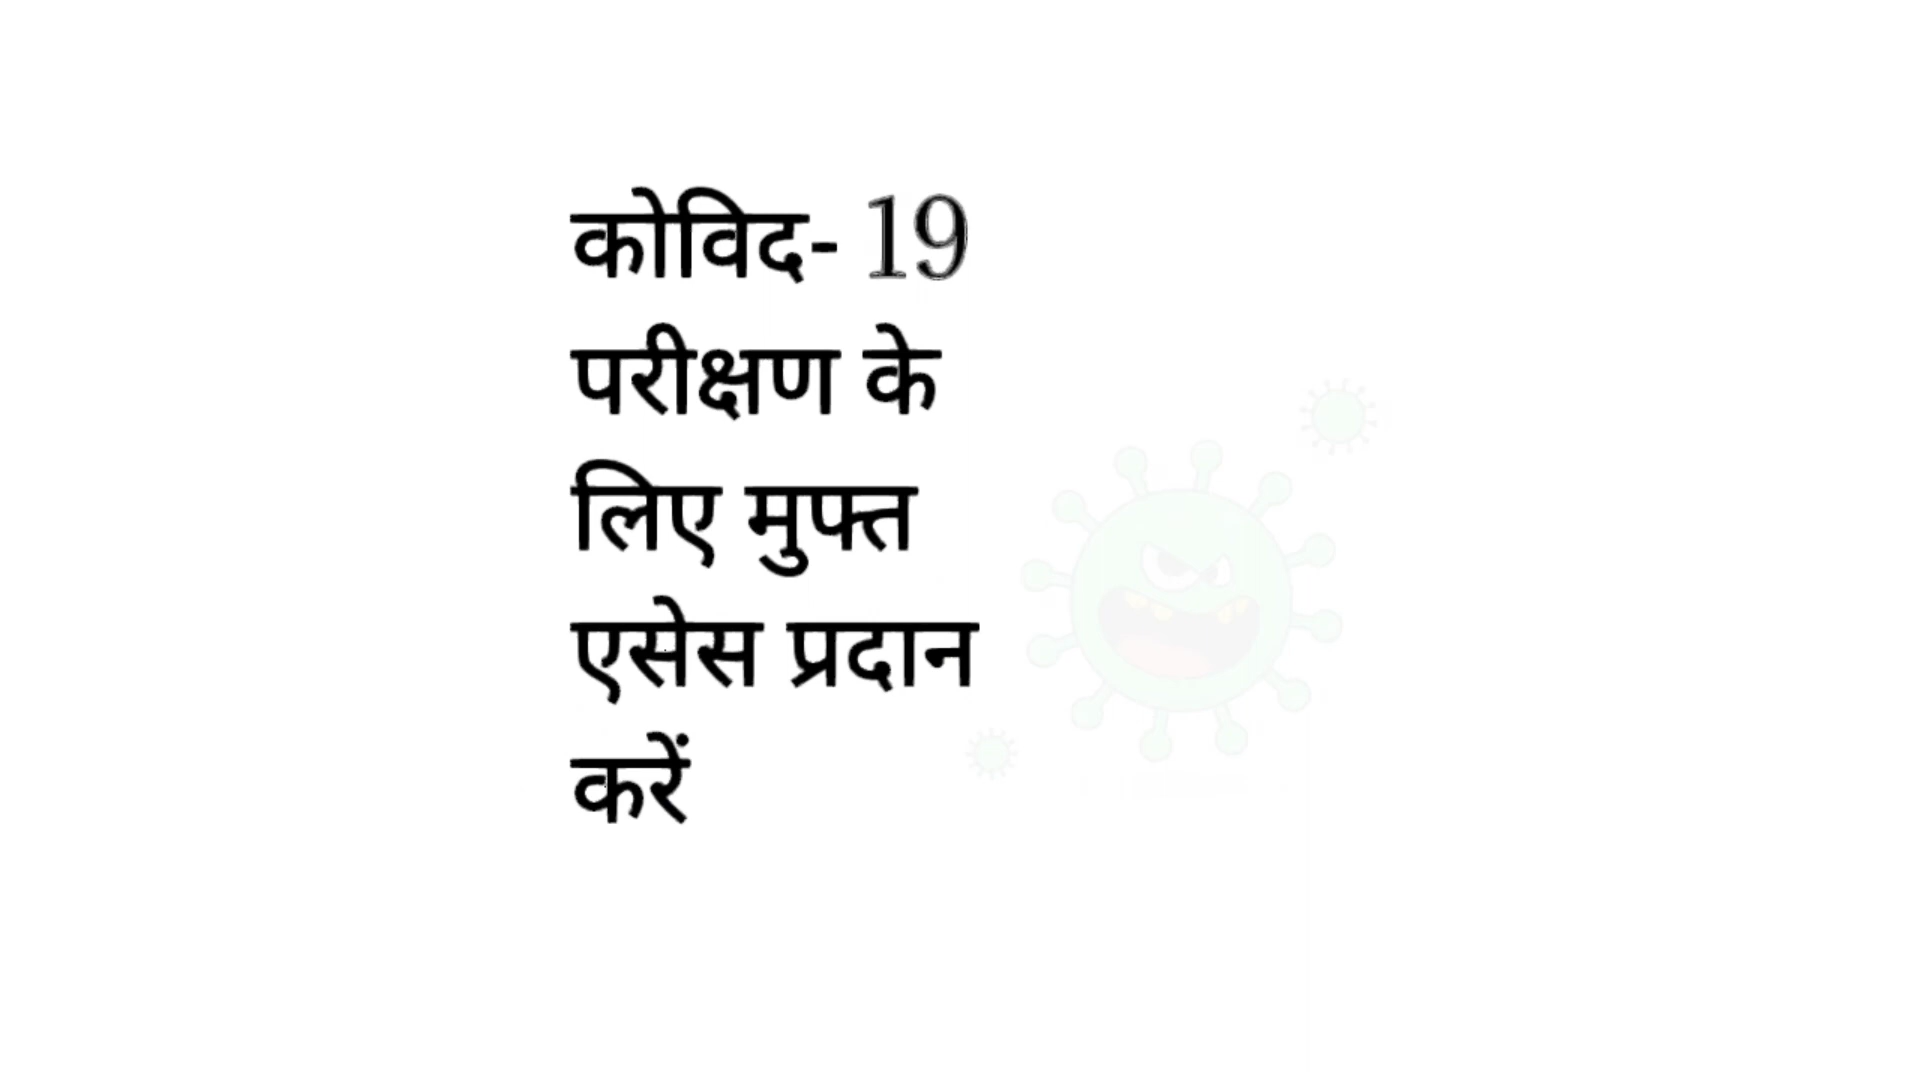 कोविद- 19
परीक्षण के
लिए मुफ्त
एसेस प्रदान
करें